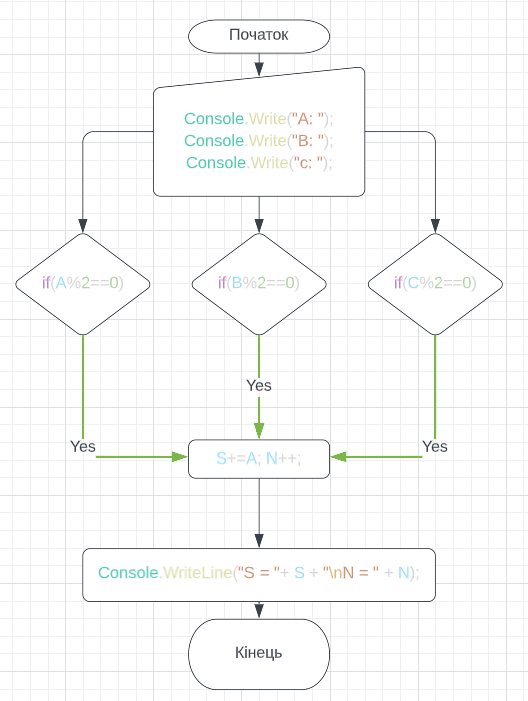 Початок
Console.Write("A: ");
Console.Write("B: ");
Console.Write("c: ");
if(A%2==0)
if(B%2==0)
if(C%2==0)
Yes
Yes
Yes
S+=A; N++;
Console.WriteLine("S = "+ S + "\nN = " + N);
Кінець